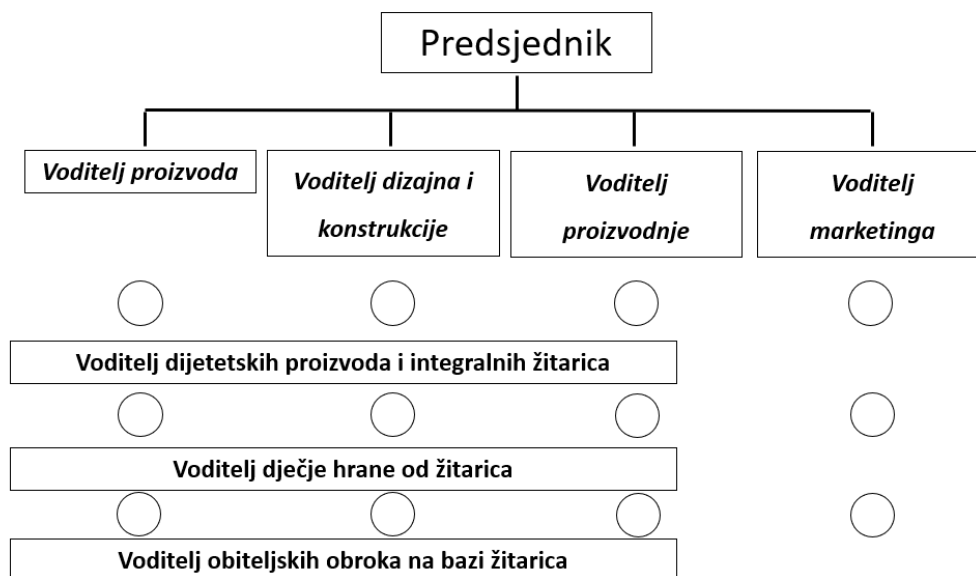 Predsjednik
Voditelj proizvoda
Voditelj dizajna i
konstrukcije
Voditelj
proizvodnje
Voditelj
marketinga
Voditelj dijetetskih proizvoda i integralnih žitarica
Voditelj dječje hrane od žitarica
Voditelj obiteljskih obroka na bazi žitarica